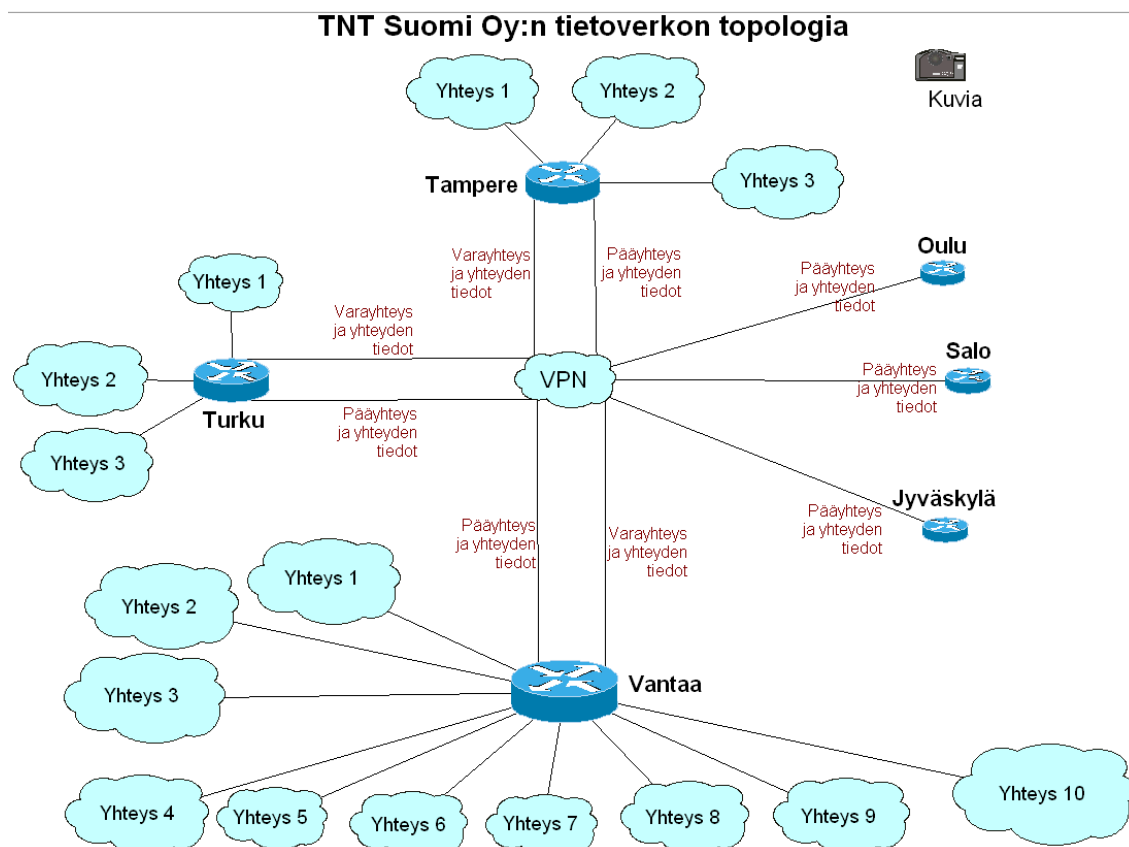 TNT Suomi Oy:n tietoverkon topologia
Yhteys 1
Yhteys 2
Kuvia
Tampere
Yhteys 3
Varayhteys
ja yhteyden
tiedot
Pääyhteys
ja yhteyden
tiedot
Oulu
Pääyhteys
ja yhteyden
tiedot
Yhteys 1
Varayhteys
ja yhteyden
tiedot
Yhteys 2
Turku
VPN
Salo
Pääyhteys
ja yhteyden
tiedot
Pääyhteys
ja yhteyden
tiedot
Yhteys 3
Jyväskylä
Pääyhteys
ja yhteyden
tiedot
Pääyhteys
ja yhteyden
tiedot
Varayhteys
ja yhteyden
tiedot
Yhteys 1
Yhteys 2
Yhteys 3
Vantaa
Yhteys 4
Yhteys 5
Yhteys 6
Yhteys 7
Yhteys 8
Yhteys 9
Yhteys 10